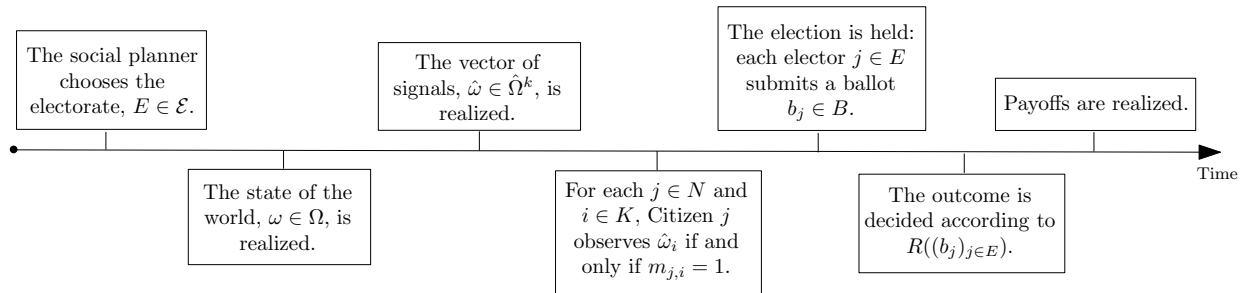 The social planner
chooses the
electorate, E ∈ ℰ.
The state of the
world, ω ∈ Ω, is
realized.
The vector of
signals, ω̂ ∈ Ω̂ᵏ, is
realized.
For each j ∈ N and
i ∈ K, Citizen j
observes ω̂ᵢ if and
only if m_{j,i} = 1.
The election is held:
each elector j ∈ E
submits a ballot
b_j ∈ B.
The outcome is
decided according to
R((b_j)_{j∈E}).
Payoffs are realized.
Time